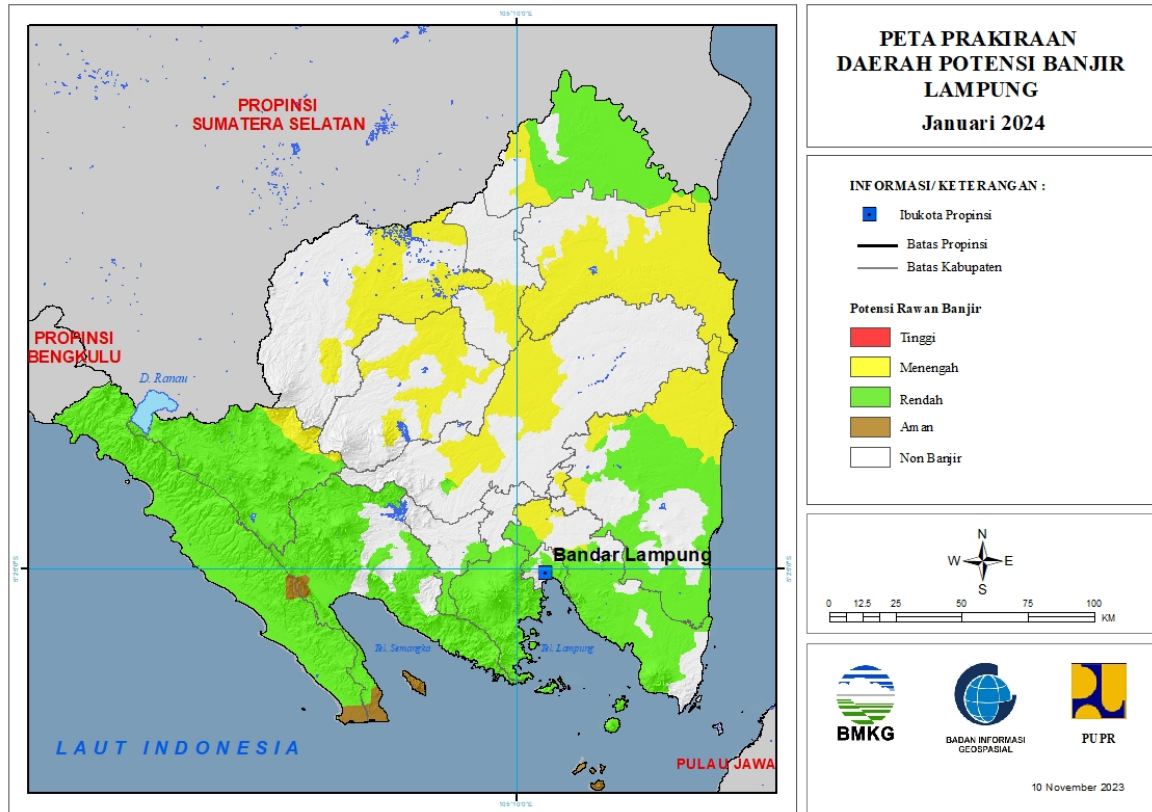 PROPINSI
SUMATERA SELATAN
PROPINSI
BENGKULU
D. Ranau
Bandar Lampung
Tel. Semangka
Tel. Lampung
LAUT INDONESIA
PULAU JAWA
PETA PRAKIRAAN
DAERAH POTENSI BANJIR
LAMPUNG
Januari 2024
INFORMASI/KETERANGAN :
Ibukota Propinsi
Batas Propinsi
Batas Kabupaten
Potensi Rawan Banjir
Tinggi
Menengah
Rendah
Aman
Non Banjir
N
W E
S
0 12.5 25 50 75 100
KM
BMKG
BADAN INFORMASI
GEOSPASIAL
PUPR
10 November 2023